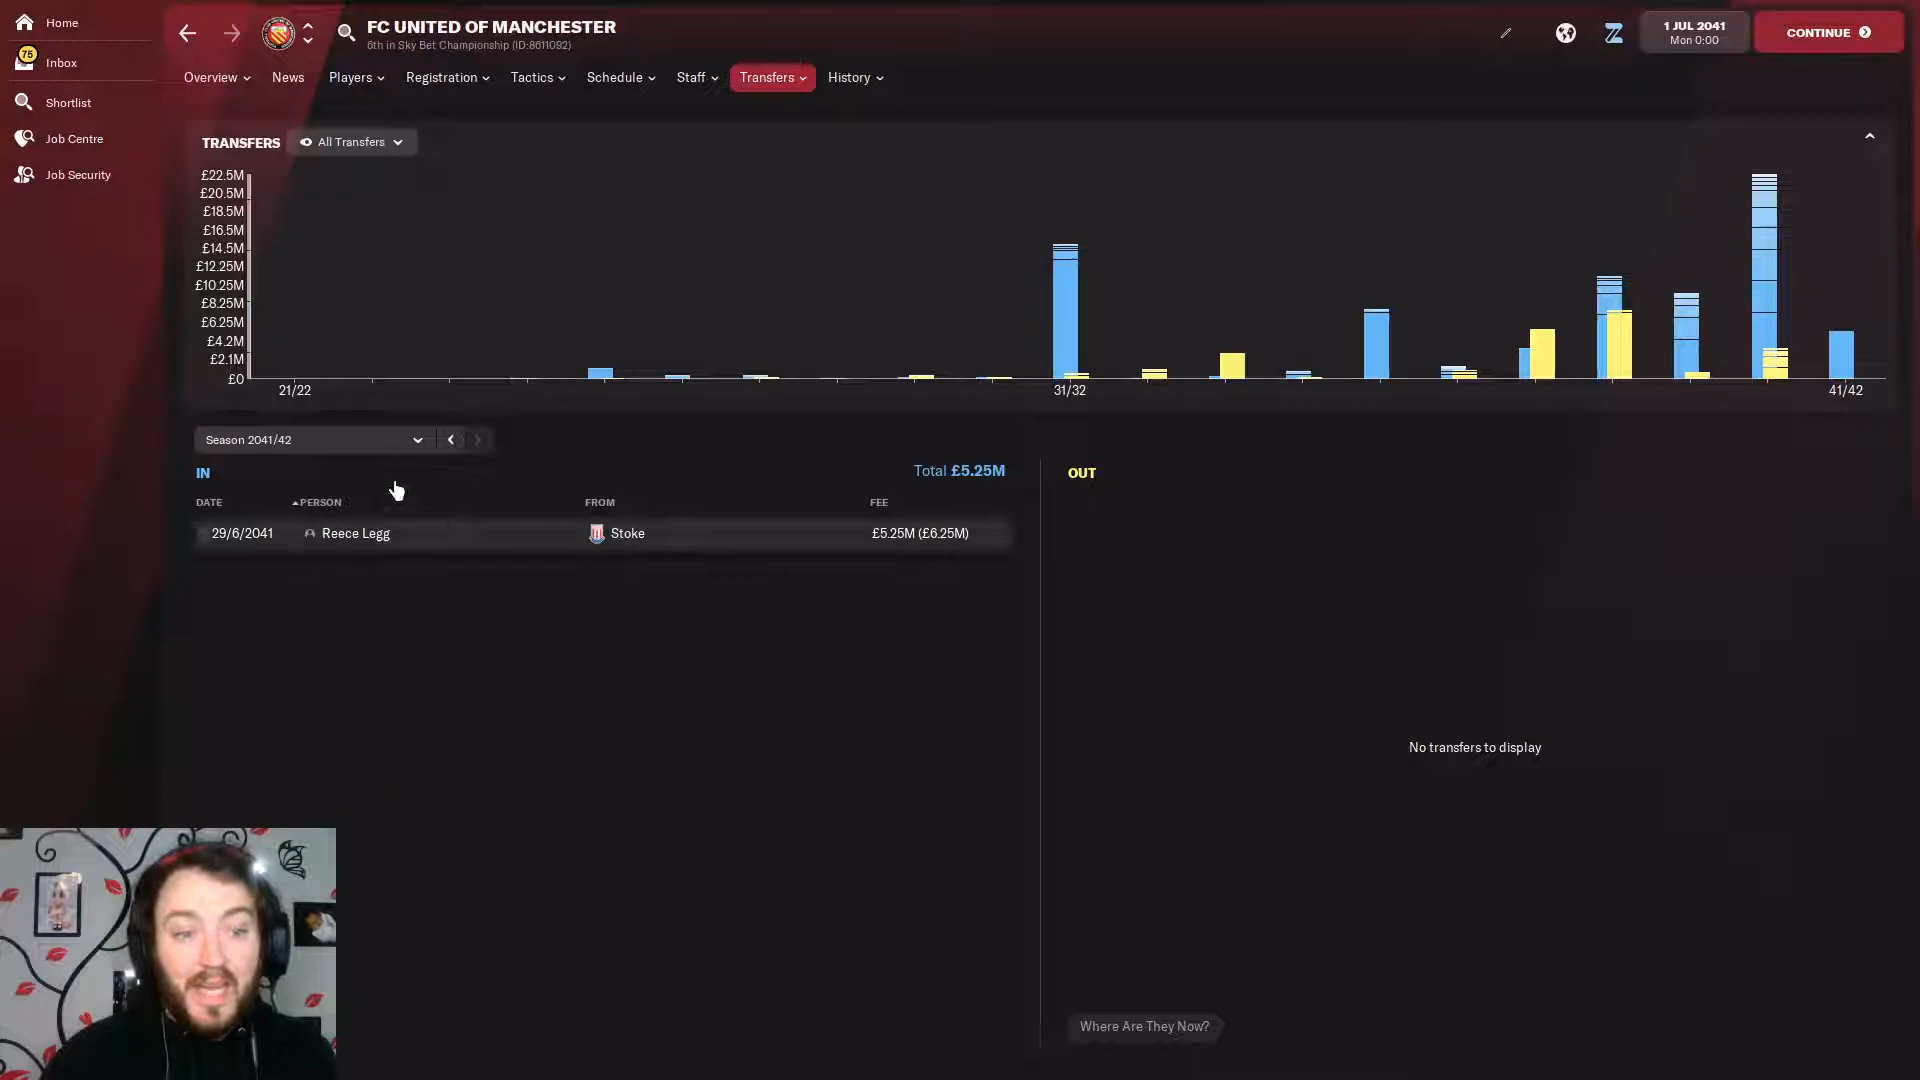 Home
75
Inbox
Shortlist
Job Centre
Job Security
FC UNITED OF MANCHESTER
6th in Sky Bet Championship (ID:8611092)
1 JUL 2041
Mon 0:00
CONTINUE
Overview
News
Players
Registration
Tactics
Schedule
Staff
Transfers
History
TRANSFERS
All Transfers
£22.5M
£20.5M
£18.5M
£16.5M
£14.5M
£12.25M
£10.25M
£8.25M
£6.25M
£4.2M
£2.1M
£0
21/22
31/32
41/42
Season 2041/42
IN
Total £5.25M
DATE PERSON FROM FEE
29/6/2041 Reece Legg Stoke £5.25M (£6.25M)
OUT
No transfers to display
Where Are They Now?